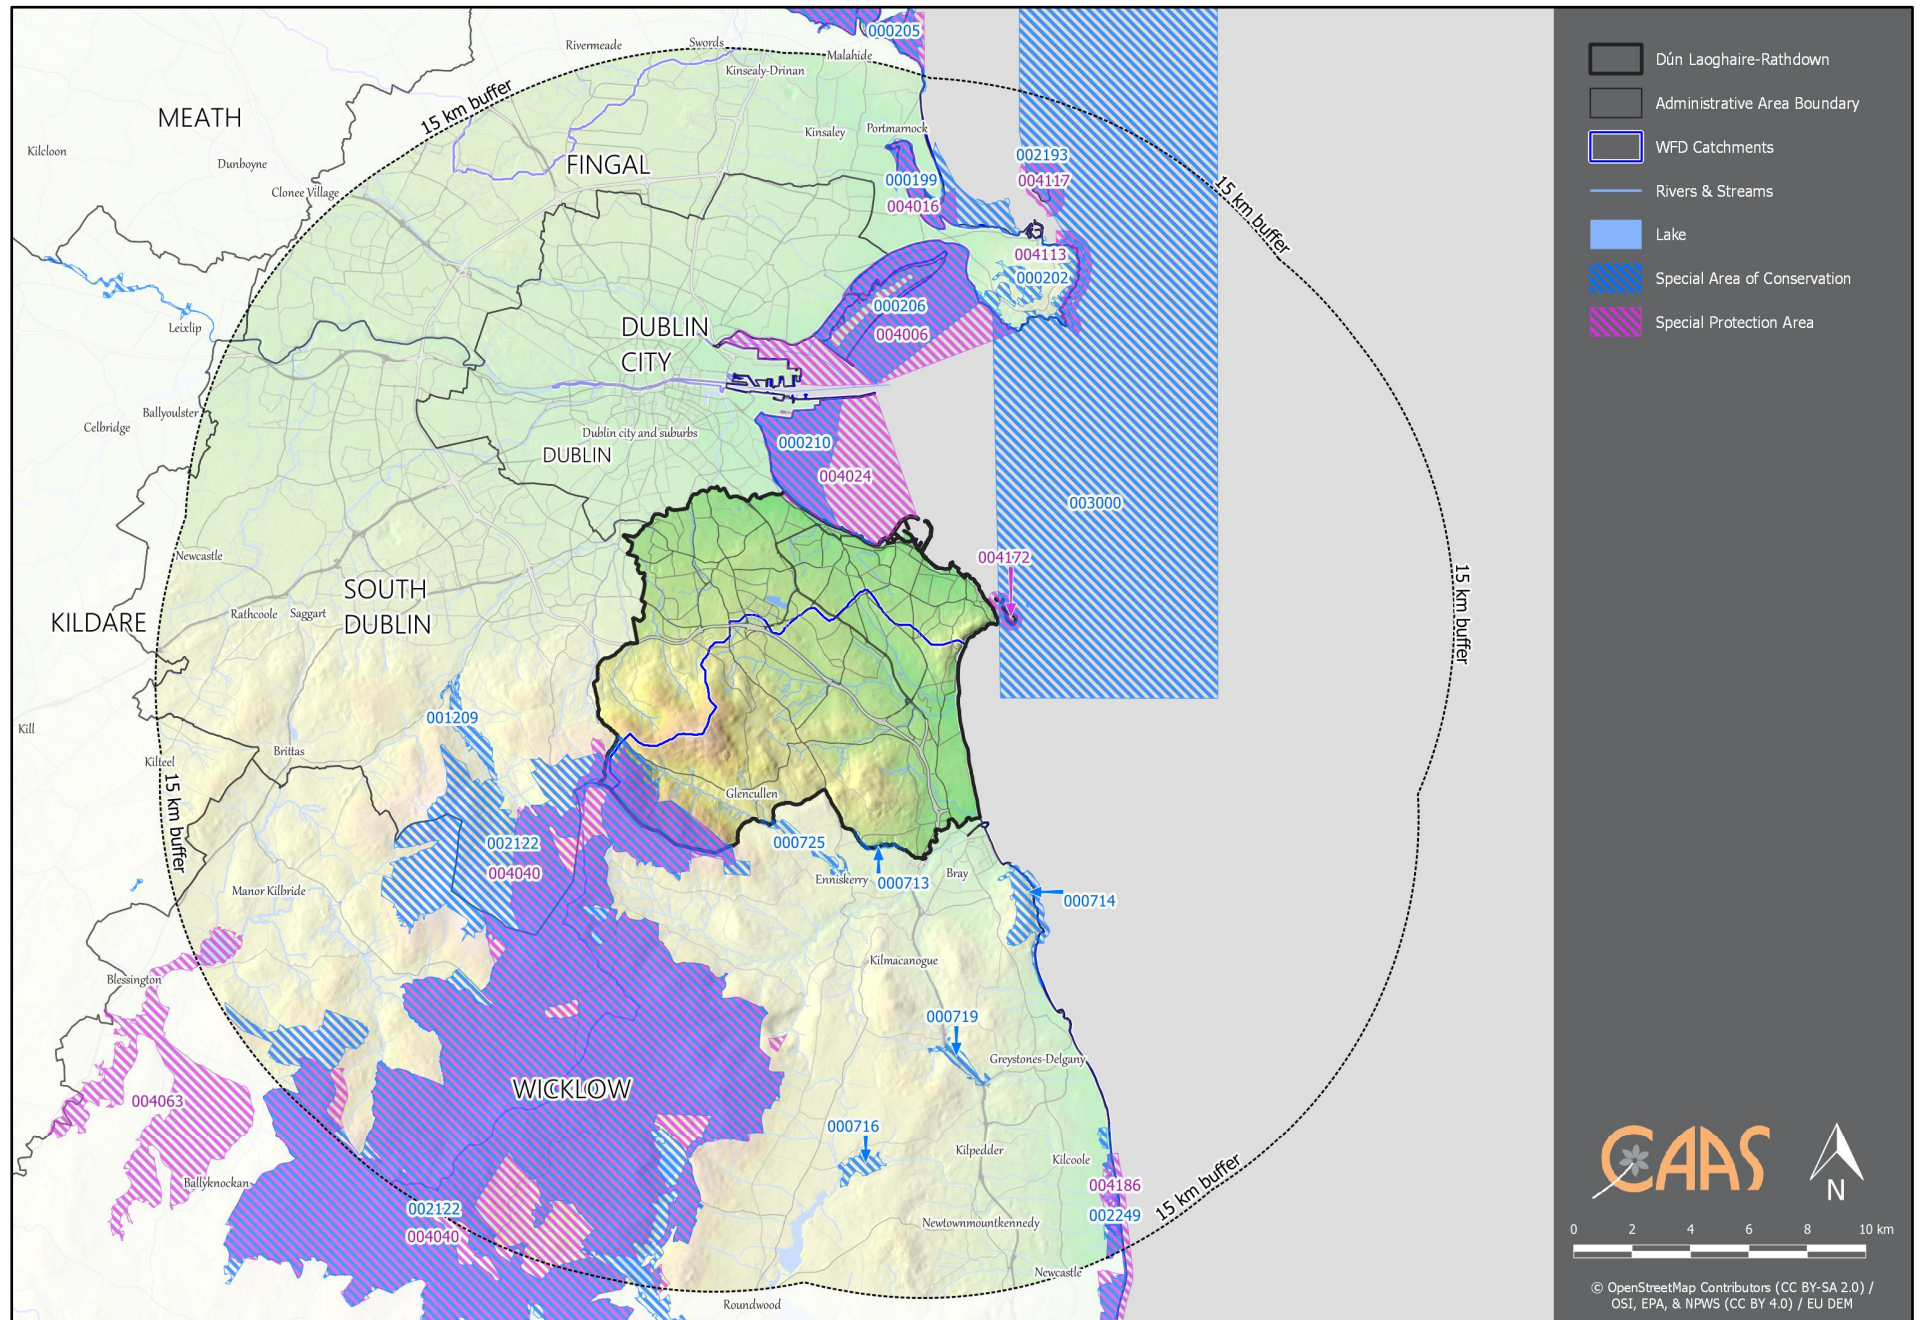 000205
Swords
Rivermeade
Malahide
Kinsealy-Drinan
15 km buffer
MEATH
Kilcloon
Dunboyne
Clonee Village
FINGAL
Kinsaley
Portmarnock
000199
004016
002193
004117
15 km buffer
004113
000202
Leixlip
DUBLIN
CITY
000206
004006
Ballyoulster
Celbridge
Dublin city and suburbs
DUBLIN
000210
004024
003000
Newcastle
004172
15 km buffer
SOUTH
DUBLIN
Rathcoole
Saggart
KILDARE
001209
Kill
Brittas
Kilteel
15 km buffer
Glencullen
002122
004040
000725
Enniskerry
000713
Bray
000714
Manor Kilbride
Kilmacanogue
Blessington
000719
Greystones-Delgany
WICKLOW
004063
000716
Kilpedder
Kilcoole
Ballyknockan
004186
002249
15 km buffer
002122
004040
Newtownmountkennedy
Newcastle
Roundwood
Dún Laoghaire-Rathdown
Administrative Area Boundary
WFD Catchments
Rivers & Streams
Lake
Special Area of Conservation
Special Protection Area
CAAS
N
0 2 4 6 8 10 km
© OpenStreetMap Contributors (CC BY-SA 2.0) /
OSI, EPA, & NPWS (CC BY 4.0) / EU DEM